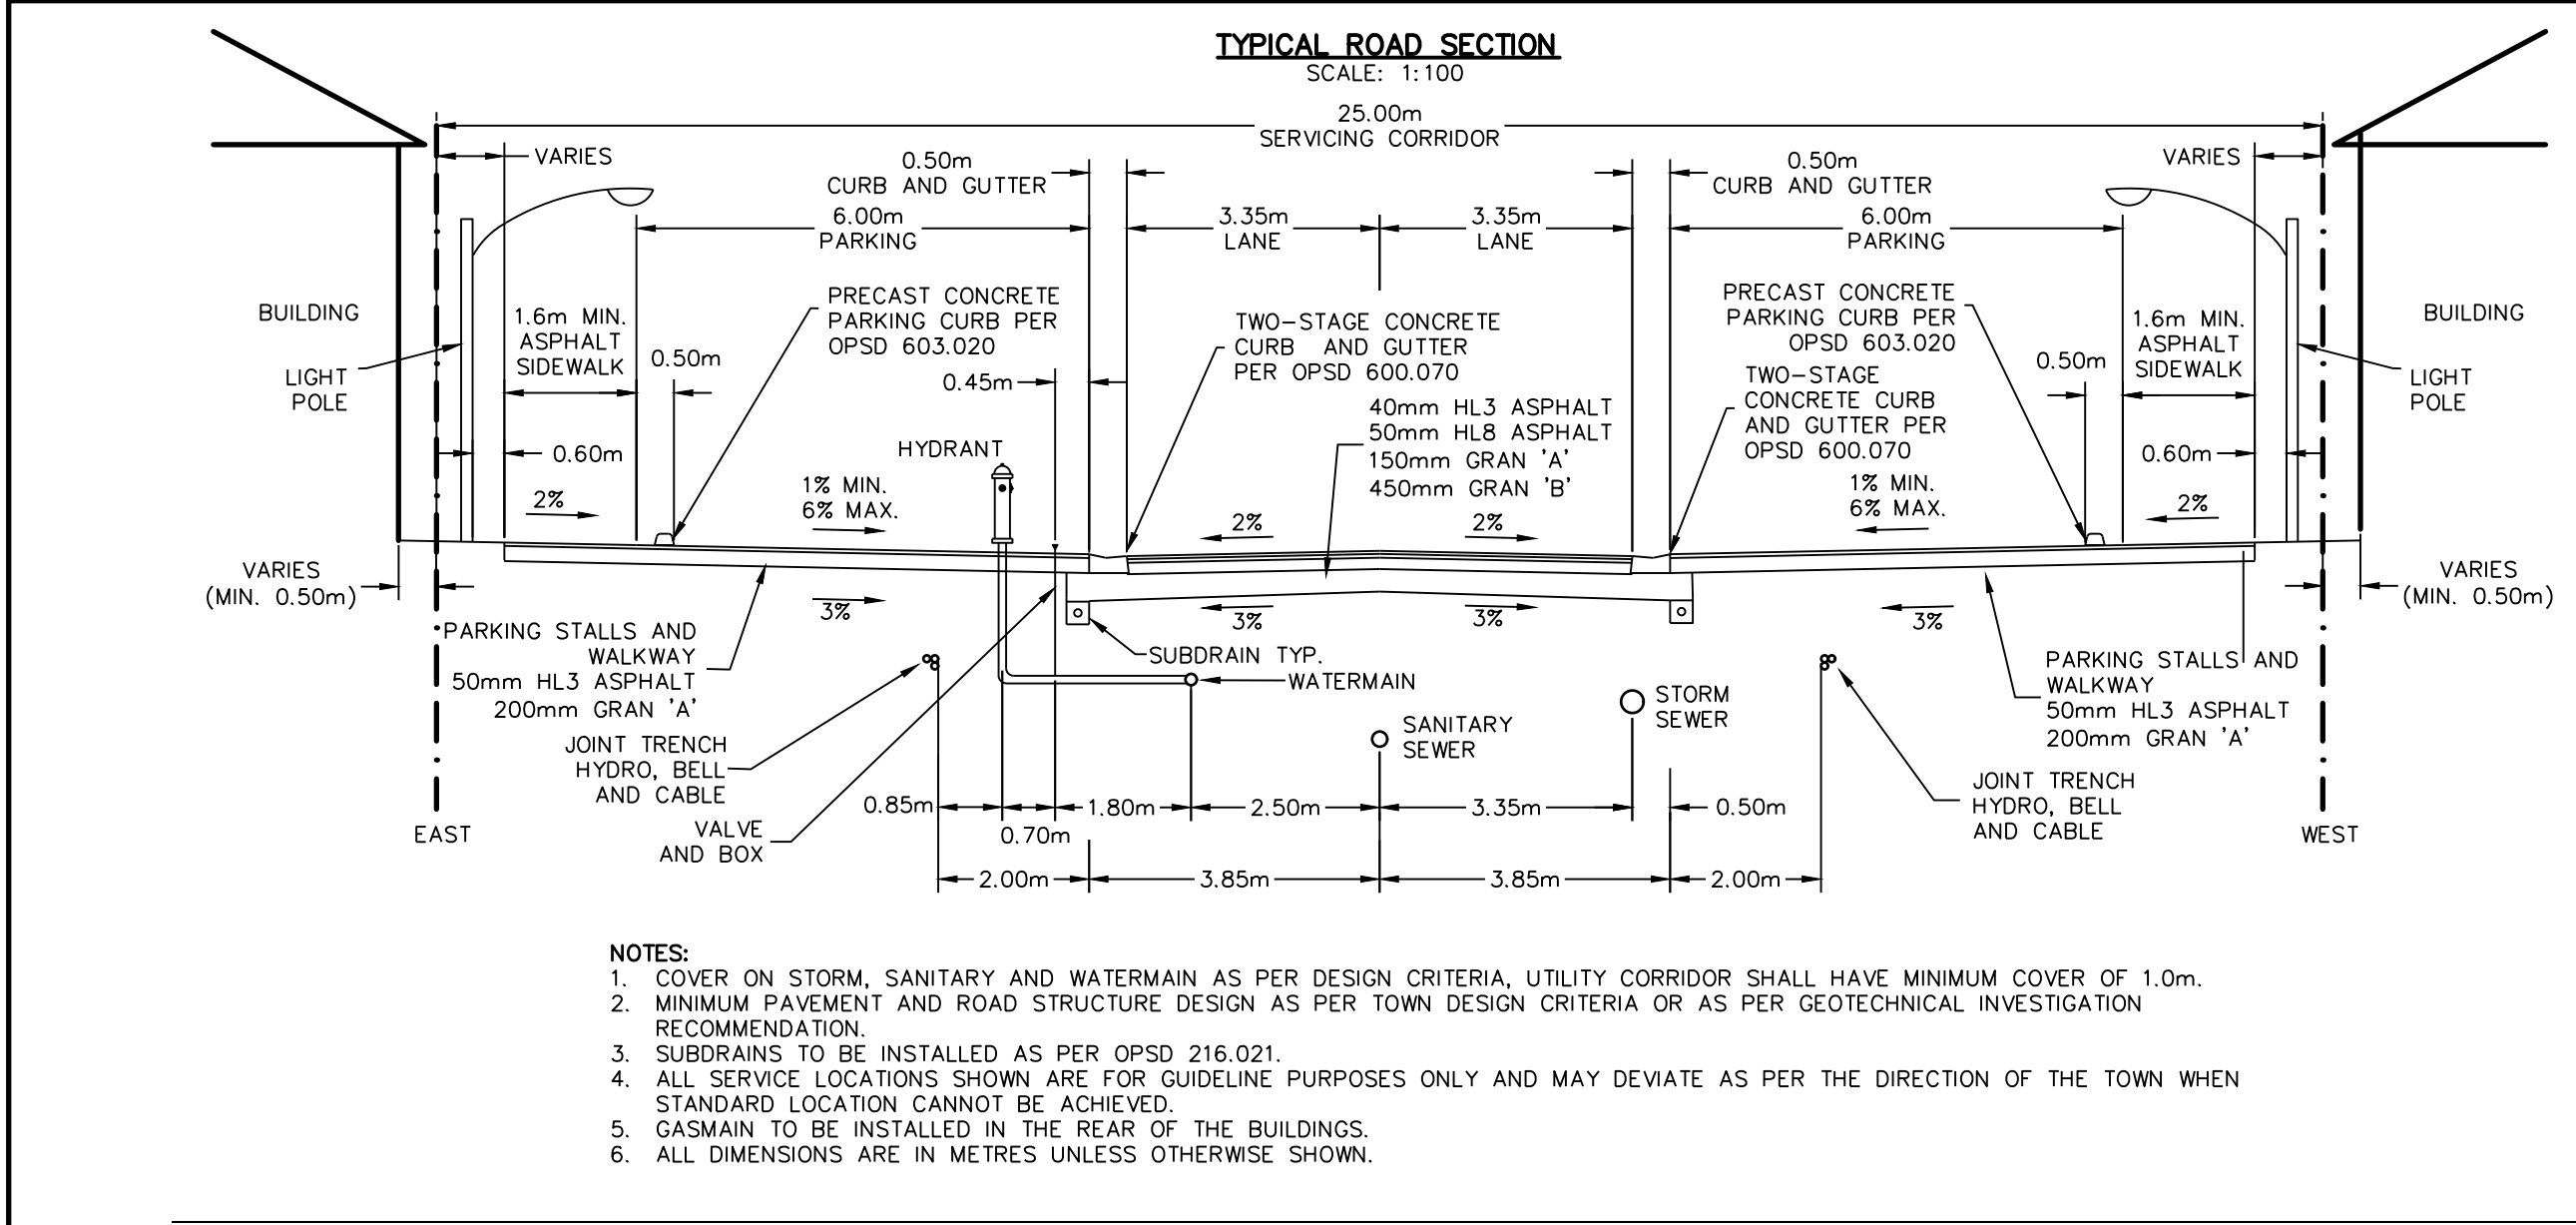 TYPICAL ROAD SECTION
SCALE: 1:100
25.00m
SERVICING CORRIDOR
VARIES
0.50m
CURB AND GUTTER
0.50m
CURB AND GUTTER
VARIES
6.00m
PARKING
3.35m
LANE
3.35m
LANE
6.00m
PARKING
BUILDING
LIGHT
POLE
1.6m MIN.
ASPHALT
SIDEWALK
0.50m
PRECAST CONCRETE
PARKING CURB PER
OPSD 603.020
0.45m
TWO-STAGE CONCRETE
CURB AND GUTTER
PER OPSD 600.070
40mm HL3 ASPHALT
50mm HL8 ASPHALT
150mm GRAN 'A'
450mm GRAN 'B'
PRECAST CONCRETE
PARKING CURB PER
OPSD 603.020
TWO-STAGE
CONCRETE CURB
AND GUTTER PER
OPSD 600.070
0.50m
1.6m MIN.
ASPHALT
SIDEWALK
BUILDING
LIGHT
POLE
0.60m
HYDRANT
0.60m
2%
1% MIN.
6% MAX.
2%
2%
1% MIN.
6% MAX.
2%
VARIES
(MIN. 0.50m)
3%
3%
3%
3%
VARIES
(MIN. 0.50m)
PARKING STALLS AND
WALKWAY
50mm HL3 ASPHALT
200mm GRAN 'A'
SUBDRAIN TYP.
WATERMAIN
SANITARY
SEWER
STORM
SEWER
PARKING STALLS AND
WALKWAY
50mm HL3 ASPHALT
200mm GRAN 'A'
JOINT TRENCH
HYDRO, BELL
AND CABLE
JOINT TRENCH
HYDRO, BELL
AND CABLE
0.85m
1.80m
2.50m
3.35m
0.50m
0.70m
EAST
VALVE
AND BOX
WEST
2.00m
3.85m
3.85m
2.00m
NOTES:
1. COVER ON STORM, SANITARY AND WATERMAIN AS PER DESIGN CRITERIA, UTILITY CORRIDOR SHALL HAVE MINIMUM COVER OF 1.0m.
2. MINIMUM PAVEMENT AND ROAD STRUCTURE DESIGN AS PER TOWN DESIGN CRITERIA OR AS PER GEOTECHNICAL INVESTIGATION
RECOMMENDATION.
3. SUBDRAINS TO BE INSTALLED AS PER OPSD 216.021.
4. ALL SERVICE LOCATIONS SHOWN ARE FOR GUIDELINE PURPOSES ONLY AND MAY DEVIATE AS PER THE DIRECTION OF THE TOWN WHEN
STANDARD LOCATION CANNOT BE ACHIEVED.
5. GASMAIN TO BE INSTALLED IN THE REAR OF THE BUILDINGS.
6. ALL DIMENSIONS ARE IN METRES UNLESS OTHERWISE SHOWN.